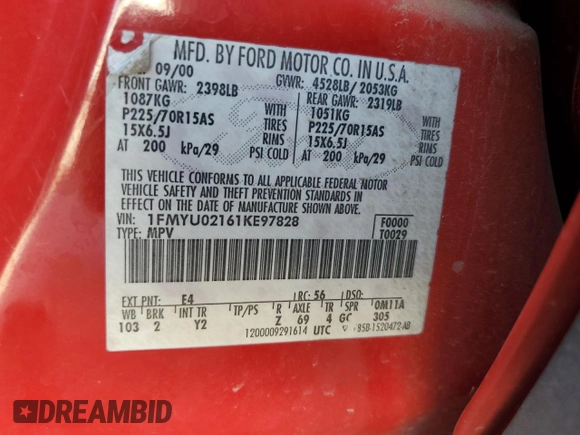 MFD. BY FORD MOTOR CO. IN U.S.A.
09/00 GVWR: 4528LB/ 2053KG
FRONT GAWR: 2398LB REAR GAWR: 2319LB
1087KG WITH 1051KG WITH
P225/70R15AS TIRES P225/70R15AS TIRES
15X6.5J RIMS 15X6.5J RIMS
AT 200 kPa/29 PSI COLD AT 200 kPa/29 PSI COLD
THIS VEHICLE CONFORMS TO ALL APPLICABLE FEDERAL MOTOR
VEHICLE SAFETY AND THEFT PREVENTION STANDARDS IN
EFFECT ON THE DATE OF MANUFACTURE SHOWN ABOVE.
VIN: 1FMYU02161KE97828 F0000
TYPE: MPV T0029
EXT PNT: E4 RC: 56 DSO:
WB BRK INT TR TP/PS R AXLE TR OM11A
103 2 Y2 Z 69 4 GC 305
1200009291614 UTC
DREAMBID